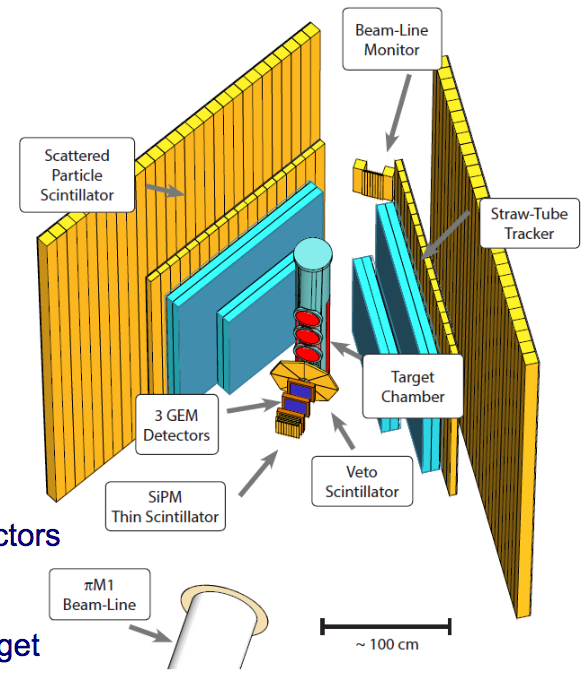 Beam-Line
Monitor
Scattered
Particle
Scintillator
Straw-Tube
Tracker
Target
Chamber
3 GEM
Detectors
Veto
Scintillator
SiPM
Thin Scintillator
ctors
πM1
Beam-Line
get
~ 100 cm